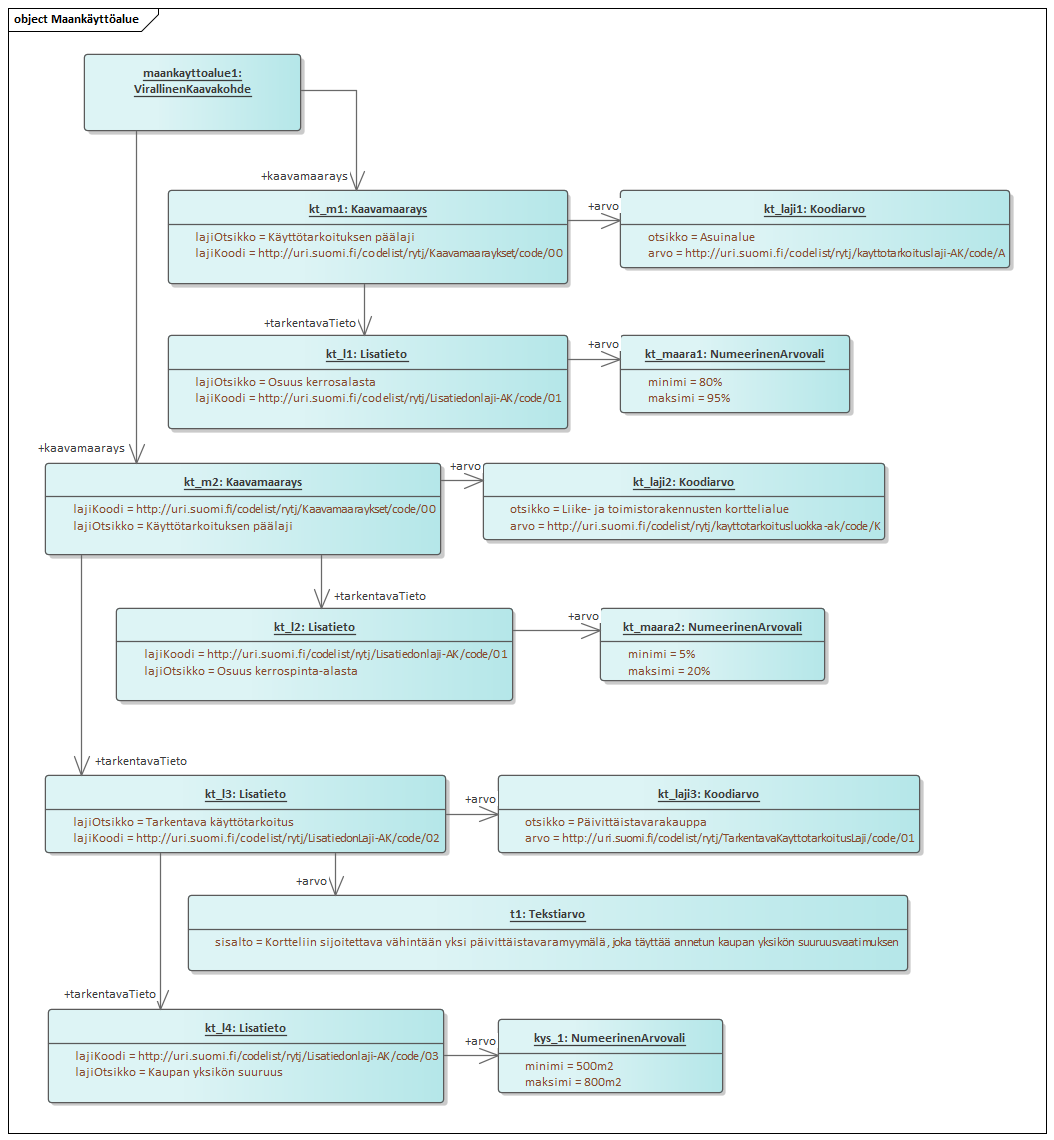 object Maankäyttöalue
maankayttoalue1:
VirallinenKaavakohde
+kaavamaarays
kt_m1: Kaavamaarays
lajiOtsikko = Käyttötarkoituksen päälaji
lajiKoodi = http://uri.suomi.fi/codelist/rytj/Kaavamaaraykset/code/00
+arvo
kt_laji1: Koodiarvo
otsikko = Asuinalue
arvo = http://uri.suomi.fi/codelist/rytj/kayttotarkoituslaji-AK/code/A
+tarkentavaTieto
kt_l1: Lisatieto
lajiOtsikko = Osuus kerrosalasta
lajiKoodi = http://uri.suomi.fi/codelist/rytj/Lisatiedonlaji-AK/code/01
+arvo
kt_maara1: NumeerinenArvovali
minimi = 80%
maksimi = 95%
+kaavamaarays
kt_m2: Kaavamaarays
lajiKoodi = http://uri.suomi.fi/codelist/rytj/Kaavamaaraykset/code/00
lajiOtsikko = Käyttötarkoituksen päälaji
+arvo
kt_laji2: Koodiarvo
otsikko = Liike- ja toimistorakennusten korttelialue
arvo = http://uri.suomi.fi/codelist/rytj/kayttotarkoitusluokka-ak/code/K
+tarkentavaTieto
kt_l2: Lisatieto
lajiKoodi = http://uri.suomi.fi/codelist/rytj/Lisatiedonlaji-AK/code/01
lajiOtsikko = Osuus kerrospinta-alasta
+arvo
kt_maara2: NumeerinenArvovali
minimi = 5%
maksimi = 20%
+tarkentavaTieto
kt_l3: Lisatieto
lajiOtsikko = Tarkentava käyttötarkoitus
lajiKoodi = http://uri.suomi.fi/codelist/rytj/LisatiedonLaji-AK/code/02
+arvo
kt_laji3: Koodiarvo
otsikko = Päivittäistavarakauppa
arvo = http://uri.suomi.fi/codelist/rytj/TarkentavaKayttotarkoitusLaji/code/01
+arvo
t1: Tekstiarvo
sisalto = Kortteliin sijoitettava vähintään yksi päivittäistavaramyymälä, joka täyttää annetun kaupan yksikön suuruusvaatimuksen
+tarkentavaTieto
kt_l4: Lisatieto
lajiKoodi = http://uri.suomi.fi/codelist/rytj/Lisatiedonlaji-AK/code/03
lajiOtsikko = Kaupan yksikön suuruus
+arvo
kys_1: NumeerinenArvovali
minimi = 500m2
maksimi = 800m2